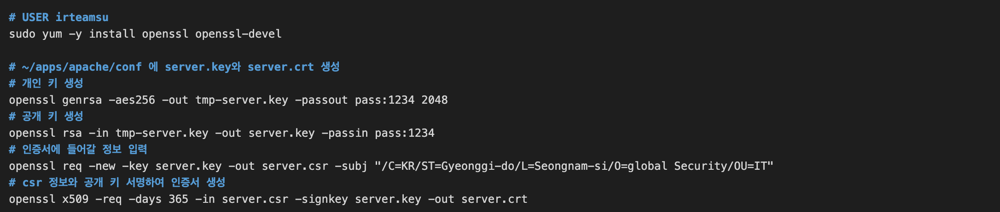 # USER irteamsu
sudo yum -y install openssl openssl-devel
# ~/apps/apache/conf 에 server.key와 server.crt 생성
# 개인 키 생성
openssl genrsa -aes256 -out tmp-server.key -passout pass:1234 2048
# 공개 키 생성
openssl rsa -in tmp-server.key -out server.key -passin pass:1234
# 인증서에 들어갈 정보 입력
openssl req -new -key server.key -out server.csr -subj "/C=KR/ST=Gyeonggi-do/L=Seongnam-si/O=global Security/OU=IT"
# csr 정보와 공개 키 서명하여 인증서 생성
openssl x509 -req -days 365 -in server.csr -signkey server.key -out server.crt